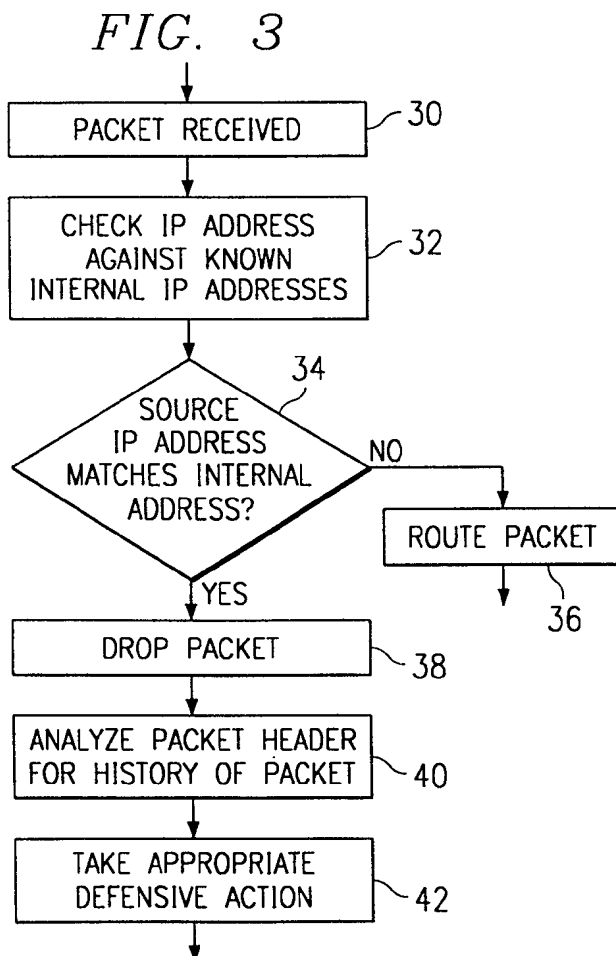 FIG. 3
PACKET RECEIVED
30
CHECK IP ADDRESS
AGAINST KNOWN
INTERNAL IP ADDRESSES
32
34
SOURCE
IP ADDRESS
MATCHES INTERNAL
ADDRESS?
NO
ROUTE PACKET
36
YES
DROP PACKET
38
ANALYZE PACKET HEADER
FOR HISTORY OF PACKET
40
TAKE APPROPRIATE
DEFENSIVE ACTION
42